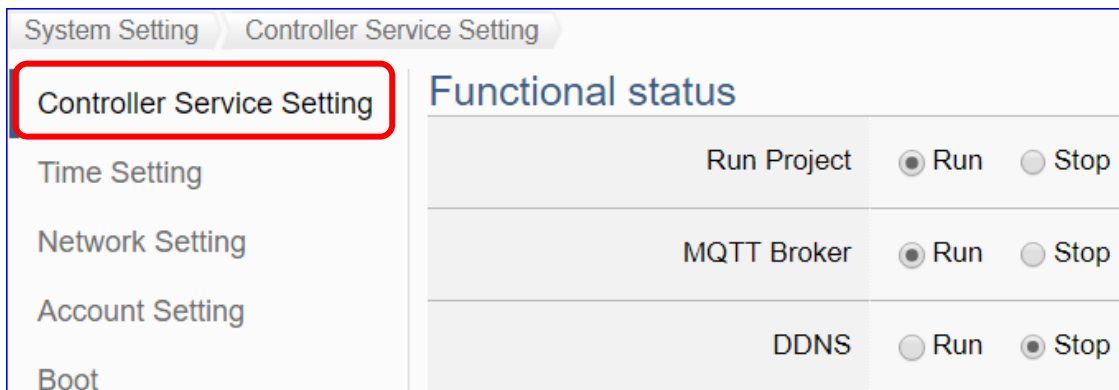 System Setting Controller Service Setting
Controller Service Setting
Time Setting
Network Setting
Account Setting
Boot
Functional status
Run Project Run Stop
MQTT Broker Run Stop
DDNS Run Stop